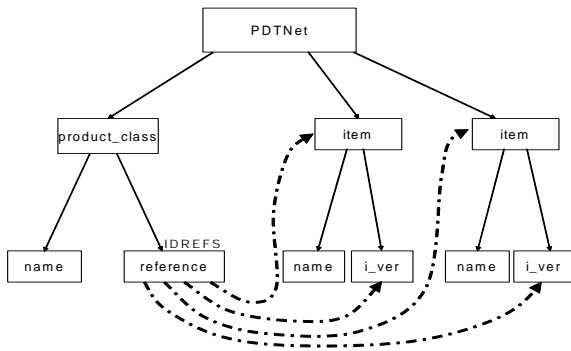 PDTNet
product_class
item
item
IDREFS
name
reference
name
i_ver
name
i_ver